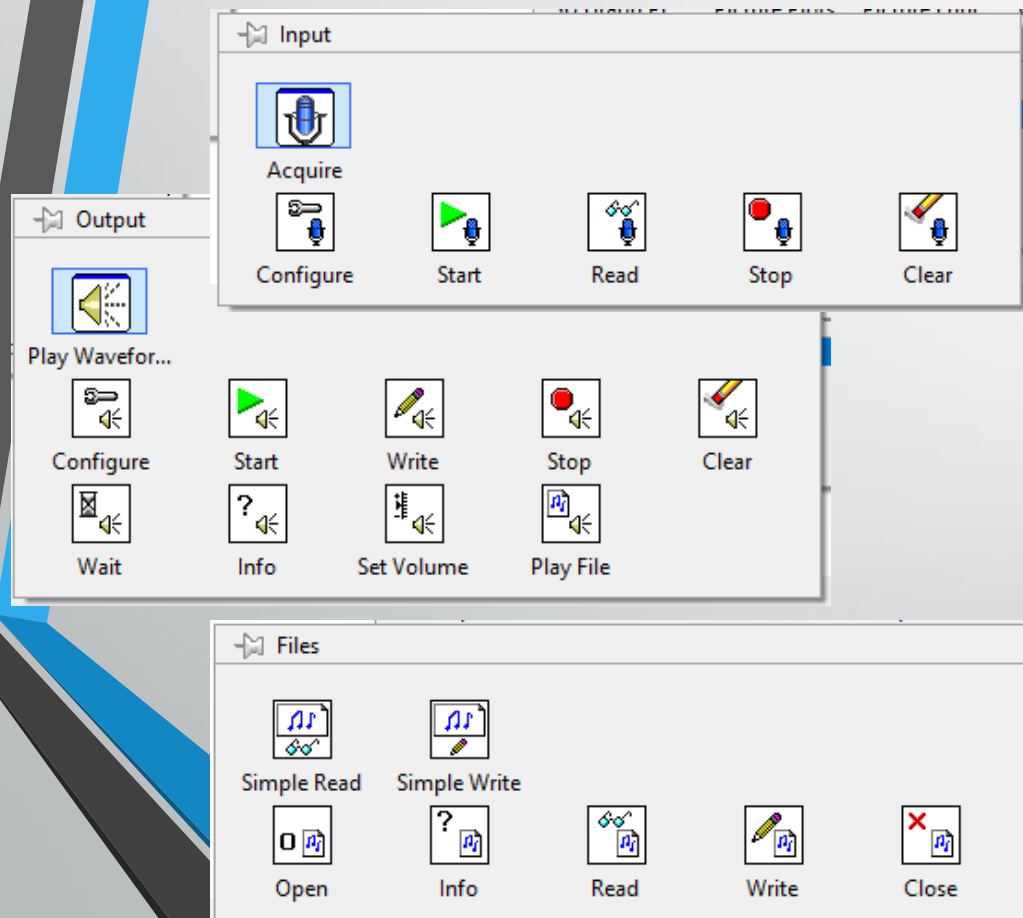 Input
Acquire
Configure Start Read Stop Clear
Output
Play Wavefor...
Configure Start Write Stop Clear
Wait Info Set Volume Play File
Files
Simple Read Simple Write
Open Info Read Write Close